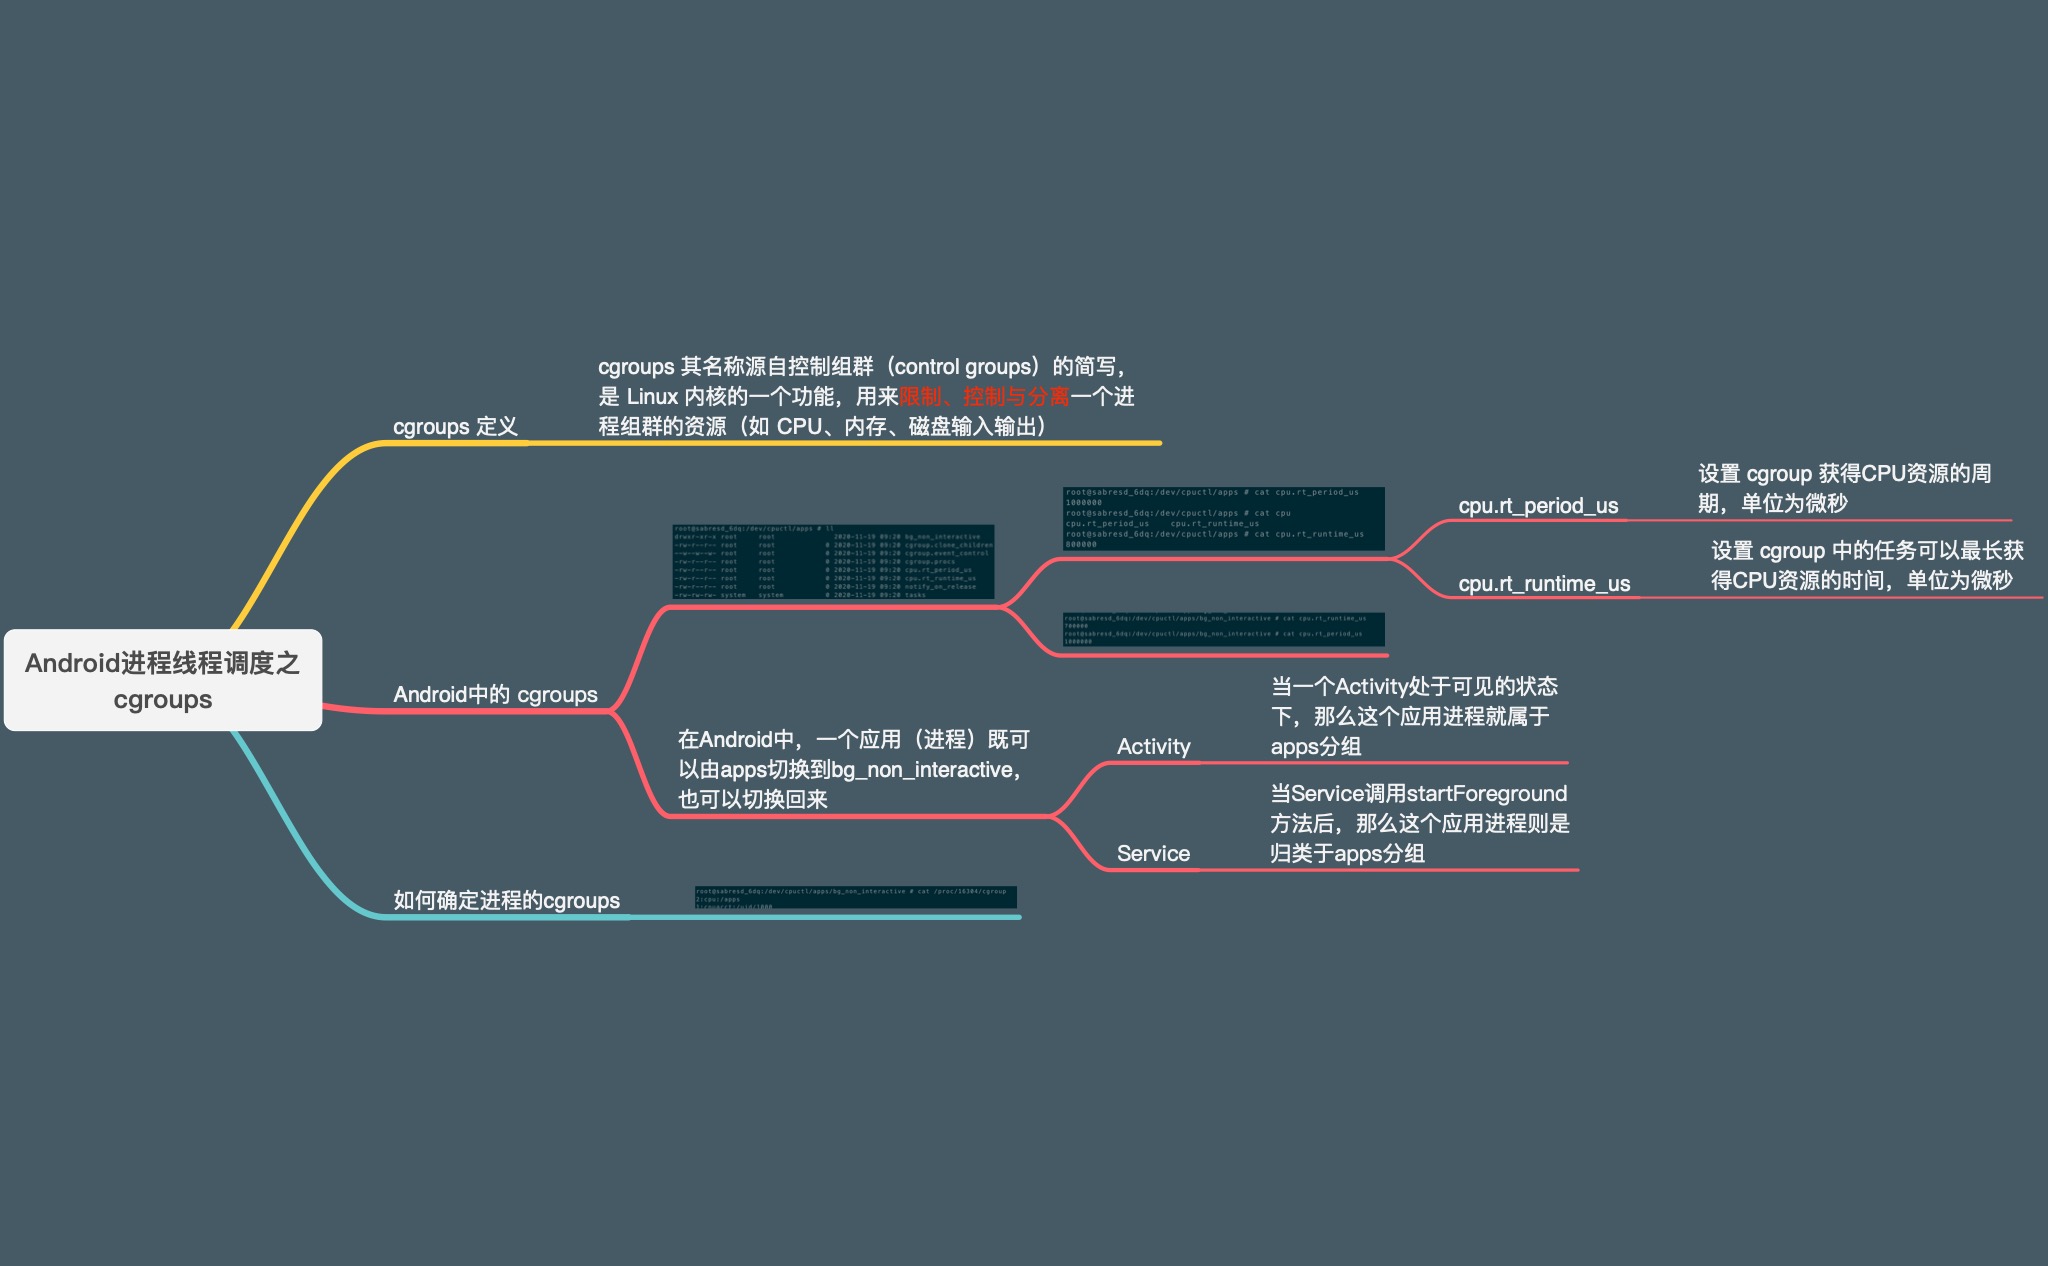 Android进程线程调度之
cgroups
cgroups 定义
cgroups 其名称源自控制组群（control groups）的简写，
是 Linux 内核的一个功能，用来限制、控制与分离一个进
程组群的资源（如 CPU、内存、磁盘输入输出）
Android中的 cgroups
root@sabresd_6dq:/dev/cpuctl/apps # ll
drwxr-xr-x root root 2020-11-19 09:20 bg_non_interactive
-rw-r--r-- root root 0 2020-11-19 09:20 cgroup.clone_children
--w--w--w- root root 0 2020-11-19 09:20 cgroup.event_control
-rw-r--r-- root root 0 2020-11-19 09:20 cgroup.procs
-rw-r--r-- root root 0 2020-11-19 09:20 cpu.rt_period_us
-rw-r--r-- root root 0 2020-11-19 09:20 cpu.rt_runtime_us
-rw-r--r-- root root 0 2020-11-19 09:20 notify_on_release
-rw-rw-rw- system system 0 2020-11-19 09:20 tasks
root@sabresd_6dq:/dev/cpuctl/apps # cat cpu.rt_period_us
1000000
root@sabresd_6dq:/dev/cpuctl/apps # cat cpu
cpu.rt_period_us cpu.rt_runtime_us
root@sabresd_6dq:/dev/cpuctl/apps # cat cpu.rt_runtime_us
800000
cpu.rt_period_us
设置 cgroup 获得CPU资源的周
期，单位为微秒
cpu.rt_runtime_us
设置 cgroup 中的任务可以最长获
得CPU资源的时间，单位为微秒
root@sabresd_6dq:/dev/cpuctl/apps/bg_non_interactive # cat cpu.rt_runtime_us
700000
root@sabresd_6dq:/dev/cpuctl/apps/bg_non_interactive # cat cpu.rt_period_us
1000000
在Android中，一个应用（进程）既可
以由apps切换到bg_non_interactive，
也可以切换回来
Activity
当一个Activity处于可见的状态
下，那么这个应用进程就属于
apps分组
Service
当Service调用startForeground
方法后，那么这个应用进程则是
归类于apps分组
如何确定进程的cgroups
root@sabresd_6dq:/dev/cpuctl/apps/bg_non_interactive # cat /proc/16304/cgroup
2:cpu:/apps
1:cpuacct:/uid/1000